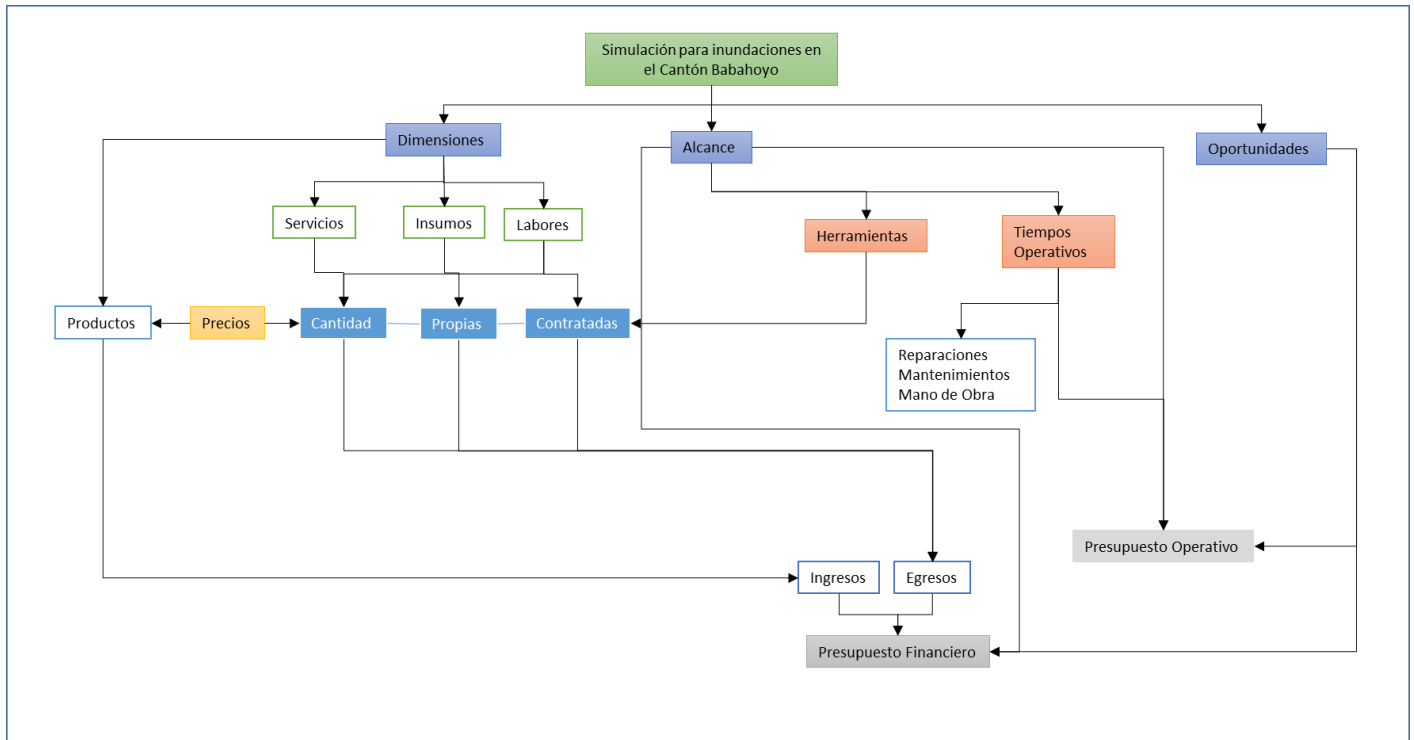 Simulación para inundaciones en
el Cantón Babahoyo
Dimensiones
Alcance
Oportunidades
Servicios
Insumos
Labores
Herramientas
Tiempos
Operativos
Productos
Precios
Cantidad
Propias
Contratadas
Reparaciones
Mantenimientos
Mano de Obra
Presupuesto Operativo
Ingresos
Egresos
Presupuesto Financiero